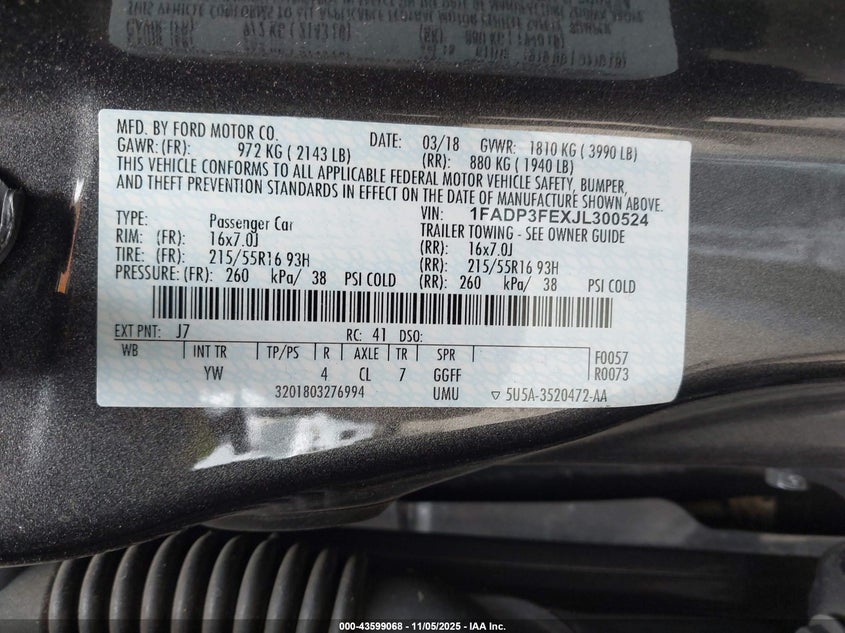 MFD. BY FORD MOTOR CO.
DATE: 03/18 GVWR: 1810 KG ( 3990 LB)
GAWR: (FR): 972 KG ( 2143 LB) (RR): 880 KG ( 1940 LB)
THIS VEHICLE CONFORMS TO ALL APPLICABLE FEDERAL MOTOR VEHICLE SAFETY, BUMPER,
AND THEFT PREVENTION STANDARDS IN EFFECT ON THE DATE OF MANUFACTURE SHOWN ABOVE.
VIN: 1FADP3FEXJL300524
TYPE: Passenger Car TRAILER TOWING - SEE OWNER GUIDE
RIM: (FR): 16x7.0J (RR): 16x7.0J
TIRE: (FR): 215/55R16 93H (RR): 215/55R16 93H
PRESSURE: (FR): 260 kPa/ 38 PSI COLD (RR): 260 kPa/ 38 PSI COLD
EXT PNT: J7 RC: 41 DSO:
WB INT TR TP/PS R AXLE TR SPR F0057
YW 4 CL 7 GGFF R0073
3201803276994 UMU ▽ 5U5A-3520472-AA
000-43599068 - 11/05/2025 - IAA Inc.